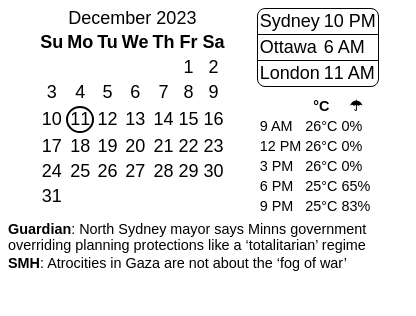 December 2023
Su Mo Tu We Th Fr Sa
1 2
3 4 5 6 7 8 9
10 11 12 13 14 15 16
17 18 19 20 21 22 23
24 25 26 27 28 29 30
31
Sydney 10 PM
Ottawa 6 AM
London 11 AM
°C ☂
9 AM 26°C 0%
12 PM 26°C 0%
3 PM 26°C 0%
6 PM 25°C 65%
9 PM 25°C 83%
Guardian: North Sydney mayor says Minns government
overriding planning protections like a ‘totalitarian’ regime
SMH: Atrocities in Gaza are not about the ‘fog of war’